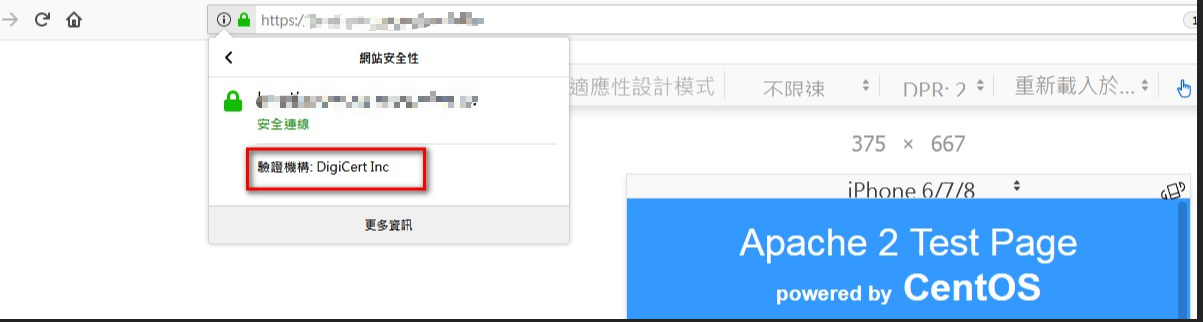 https:/
網站安全性
安全連線
驗證機構: DigiCert Inc
更多資訊
適應性設計模式 不限速 DPR: 2 重新載入於...
375 × 667
iPhone 6/7/8
Apache 2 Test Page
powered by CentOS